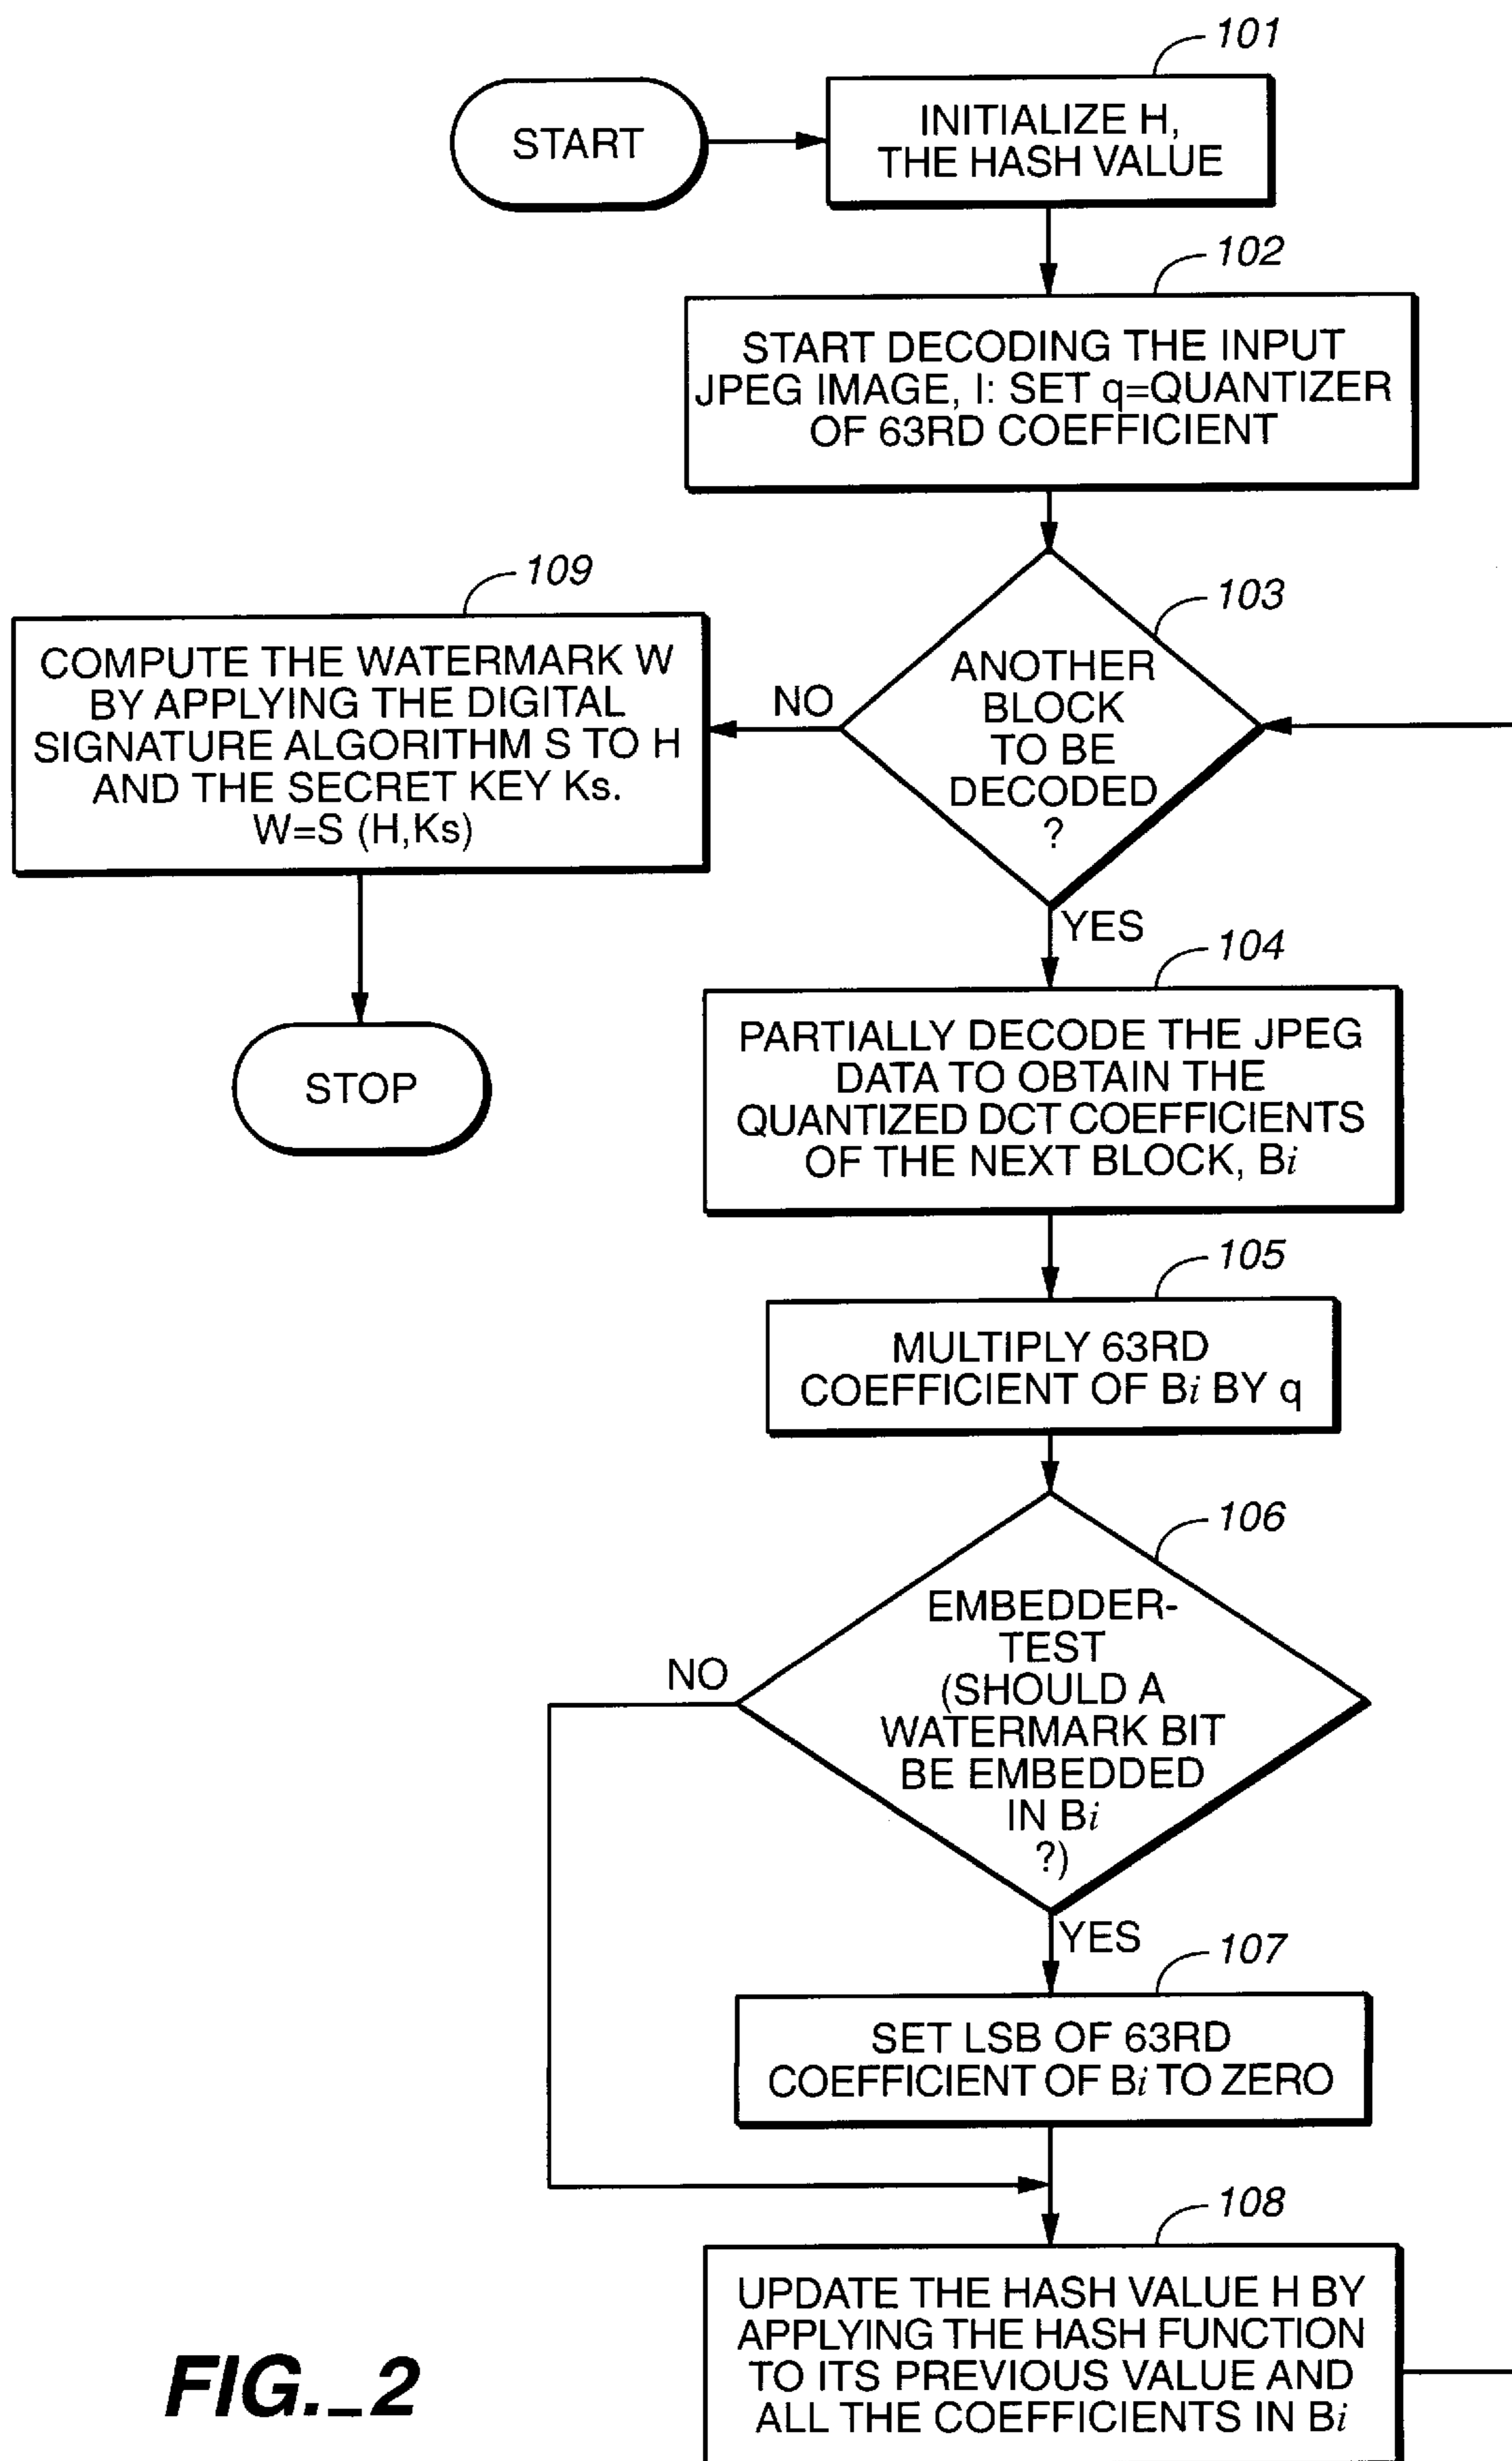 101
START
INITIALIZE H,
THE HASH VALUE
102
START DECODING THE INPUT
JPEG IMAGE, I: SET q=QUANTIZER
OF 63RD COEFFICIENT
109
COMPUTE THE WATERMARK W
BY APPLYING THE DIGITAL
SIGNATURE ALGORITHM S TO H
AND THE SECRET KEY Ks.
W=S (H,Ks)
103
ANOTHER
BLOCK
TO BE
DECODED
?
NO
YES
STOP
104
PARTIALLY DECODE THE JPEG
DATA TO OBTAIN THE
QUANTIZED DCT COEFFICIENTS
OF THE NEXT BLOCK, Bi
105
MULTIPLY 63RD
COEFFICIENT OF Bi BY q
106
EMBEDDER-
TEST
(SHOULD A
WATERMARK BIT
BE EMBEDDED
IN Bi
?)
NO
YES
107
SET LSB OF 63RD
COEFFICIENT OF Bi TO ZERO
108
UPDATE THE HASH VALUE H BY
APPLYING THE HASH FUNCTION
TO ITS PREVIOUS VALUE AND
ALL THE COEFFICIENTS IN Bi
FIG._2